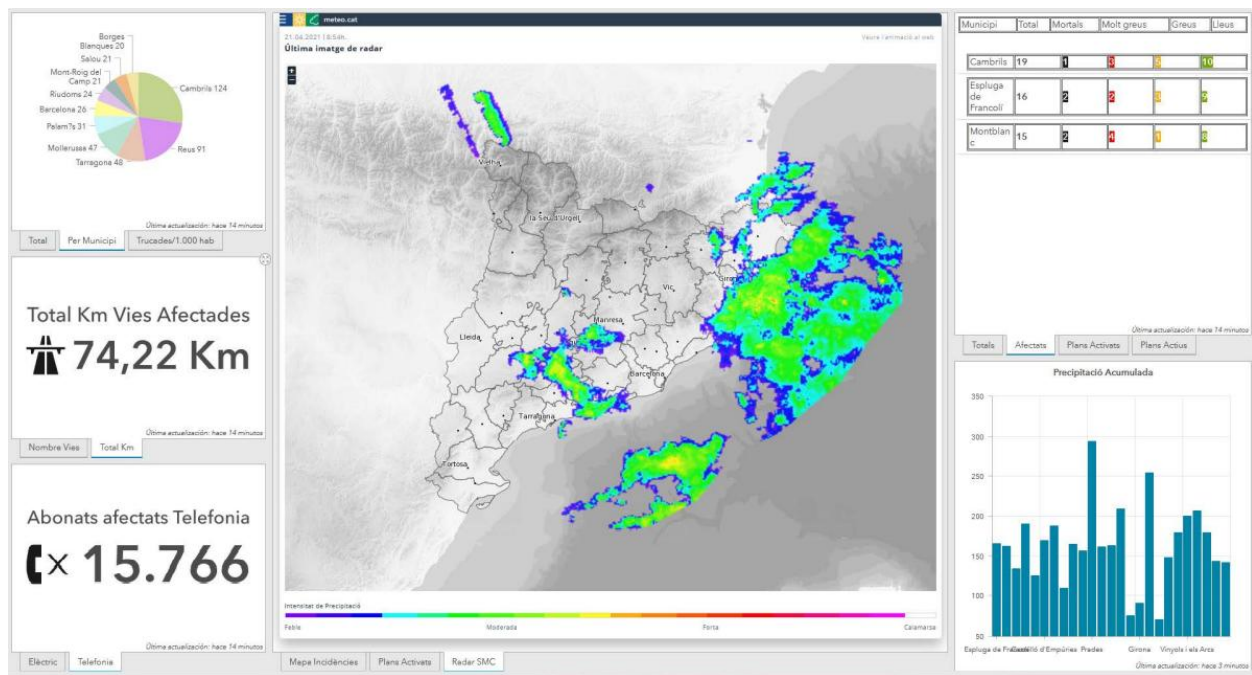 Borges
Blanques 20
Salou 21
Mont-Roig del
Camp 21
Riudoms 24
Barcelona 26
Palam?s 31
Mollerussa 47
Tarragona 48
Reus 91
Cambrils 124
Última actualización: hace 14 minutos
Total
Per Municipi
Trucades/1.000 hab
Total Km Vies Afectades
74,22 Km
Última actualización: hace 14 minutos
Nombre Vies
Total Km
Abonats afectats Telefonia
× 15.766
Última actualización: hace 14 minutos
Elèctric
Telefonia
meteo.cat
21.04.2021 18:54h.
Veure l'animació al web
Última imatge de radar
+
−
Vielha
la Seu d'Urgell
Girona
Vic
Manresa
Lleida
Barcelona
Tarragona
Tortosa
Intensitat de Precipitació
Feble
Moderada
Forta
Calamarsa
Mapa Incidències
Plans Activats
Radar SMC
Municipi Total Mortals Molt greus Greus Lleus
Cambrils 19 1 3 5 10
Espluga
de
Francolí
16 2 2 3 9
Montblan
c
15 2 4 1 8
Última actualización: hace 14 minutos
Totals
Afectats
Plans Activats
Plans Actius
Precipitació Acumulada
350
300
250
200
150
100
50
Espluga de
Castelló d'Empúries
Prades
Girona
Vinyols i els Arcs
Última actualización: hace 3 minutos